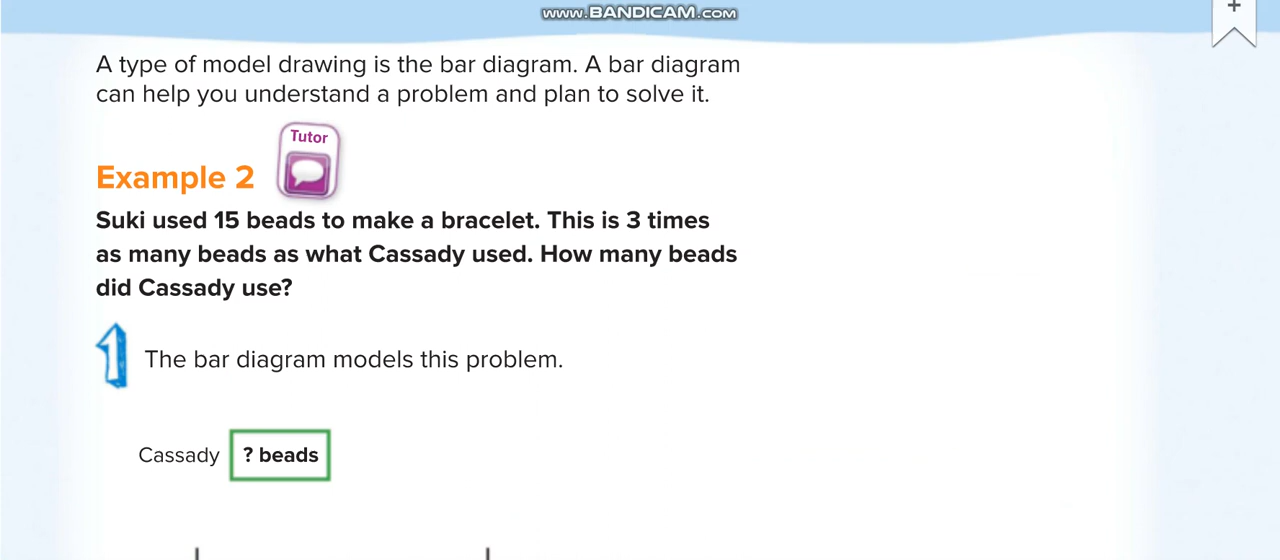 www.BANDICAM.com
+
A type of model drawing is the bar diagram. A bar diagram
can help you understand a problem and plan to solve it.
Tutor
Example 2
Suki used 15 beads to make a bracelet. This is 3 times
as many beads as what Cassady used. How many beads
did Cassady use?
1 The bar diagram models this problem.
Cassady ? beads